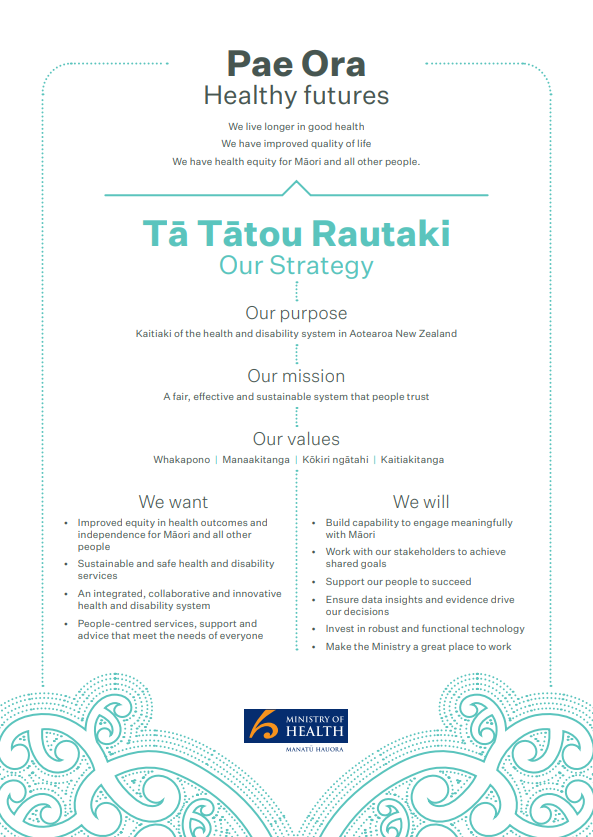 Pae Ora
Healthy futures
We live longer in good health
We have improved quality of life
We have health equity for Māori and all other people.
Tā Tātou Rautaki
Our Strategy
Our purpose
Kaitiaki of the health and disability system in Aotearoa New Zealand
Our mission
A fair, effective and sustainable system that people trust
Our values
Whakapono | Manaakitanga | Kōkiri ngātahi | Kaitiakitanga
We want
• Improved equity in health outcomes and
independence for Māori and all other
people
• Sustainable and safe health and disability
services
• An integrated, collaborative and innovative
health and disability system
• People-centred services, support and
advice that meet the needs of everyone
We will
• Build capability to engage meaningfully
with Māori
• Work with our stakeholders to achieve
shared goals
• Support our people to succeed
• Ensure data insights and evidence drive
our decisions
• Invest in robust and functional technology
• Make the Ministry a great place to work
MINISTRY OF
HEALTH
MANATŪ HAUORA